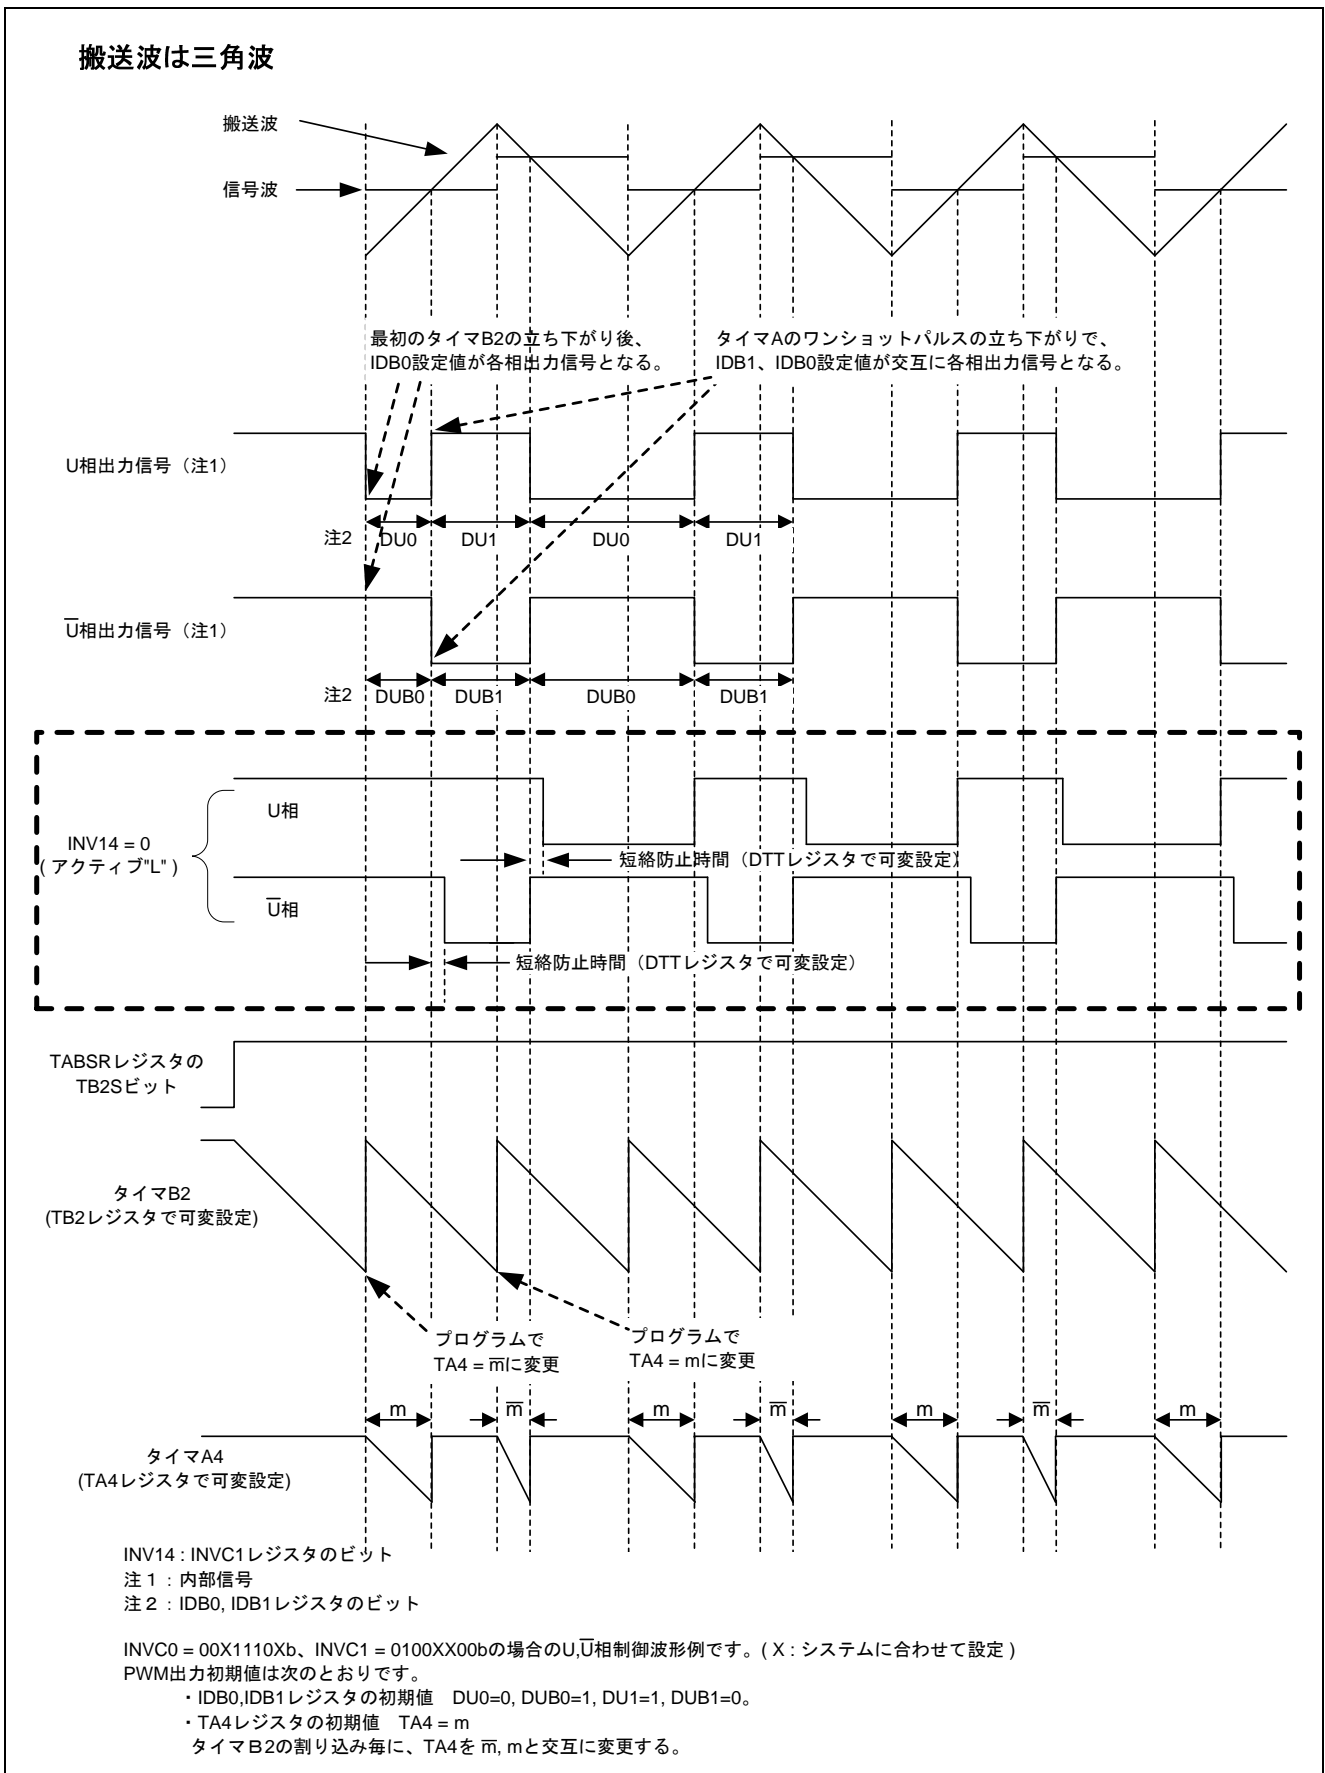 搬送波は三角波
搬送波
信号波
最初のタイマB2の立ち下がり後、
IDB0設定値が各相出力信号となる。
タイマAのワンショットパルスの立ち下がりで、
IDB1、IDB0設定値が交互に各相出力信号となる。
U相出力信号（注1）
注2
DU0
DU1
DU0
DU1
U̅相出力信号（注1）
注2
DUB0
DUB1
DUB0
DUB1
U相
INV14 = 0
( アクティブ"L" )
短絡防止時間（DTTレジスタで可変設定）
U̅相
短絡防止時間（DTTレジスタで可変設定）
TABSRレジスタの
TB2Sビット
タイマB2
(TB2レジスタで可変設定)
プログラムで
TA4 = m̅に変更
プログラムで
TA4 = mに変更
m
m̅
m
m̅
m
m̅
m
タイマA4
(TA4レジスタで可変設定)
INV14 : INVC1レジスタのビット
注１：内部信号
注２：IDB0, IDB1レジスタのビット
INVC0 = 00X1110Xb、INVC1 = 0100XX00bの場合のU,U̅相制御波形例です。( X : システムに合わせて設定 )
PWM出力初期値は次のとおりです。
・IDB0,IDB1レジスタの初期値　DU0=0, DUB0=1, DU1=1, DUB1=0。
・TA4レジスタの初期値　TA4 = m
タイマＢ2の割り込み毎に、TA4を m̅, mと交互に変更する。